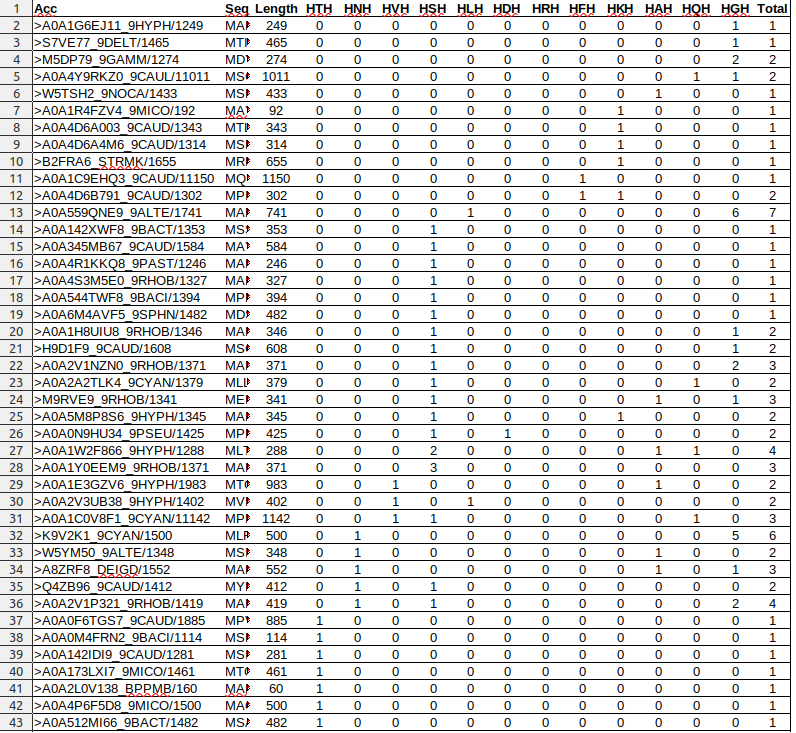 1 Acc Seq Length HTH HNH HVH HSH HLH HDH HRH HFH HKH HAH HQH HGH Total
2 >A0A1G6EJ11_9HYPH/1249 MA 249 0 0 0 0 0 0 0 0 0 0 0 1 1
3 >S7VE77_9DELT/1465 MT 465 0 0 0 0 0 0 0 0 0 0 0 1 1
4 >M5DP79_9GAMM/1274 MD 274 0 0 0 0 0 0 0 0 0 0 0 2 2
5 >A0A4Y9RKZ0_9CAUL/11011 MS 1011 0 0 0 0 0 0 0 0 0 0 1 1 2
6 >W5TSH2_9NOCA/1433 MS 433 0 0 0 0 0 0 0 0 0 1 0 0 1
7 >A0A1R4FZV4_9MICO/192 MA 92 0 0 0 0 0 0 0 0 1 0 0 0 1
8 >A0A4D6A003_9CAUD/1343 MT 343 0 0 0 0 0 0 0 0 1 0 0 0 1
9 >A0A4D6A4M6_9CAUD/1314 MS 314 0 0 0 0 0 0 0 0 1 0 0 0 1
10 >B2FRA6_STRMK/1655 MR 655 0 0 0 0 0 0 0 0 1 0 0 0 1
11 >A0A1C9EHQ3_9CAUD/11150 MQ 1150 0 0 0 0 0 0 0 1 0 0 0 0 1
12 >A0A4D6B791_9CAUD/1302 MP 302 0 0 0 0 0 0 0 1 1 0 0 0 2
13 >A0A559QNE9_9ALTE/1741 MA 741 0 0 0 0 1 0 0 0 0 0 0 6 7
14 >A0A142XWF8_9BACT/1353 MS 353 0 0 0 1 0 0 0 0 0 0 0 0 1
15 >A0A345MB67_9CAUD/1584 MA 584 0 0 0 1 0 0 0 0 0 0 0 0 1
16 >A0A4R1KKQ8_9PAST/1246 MA 246 0 0 0 1 0 0 0 0 0 0 0 0 1
17 >A0A4S3M5E0_9RHOB/1327 MA 327 0 0 0 1 0 0 0 0 0 0 0 0 1
18 >A0A544TWF8_9BACI/1394 MP 394 0 0 0 1 0 0 0 0 0 0 0 0 1
19 >A0A6M4AVF5_9SPHN/1482 MD 482 0 0 0 1 0 0 0 0 0 0 0 0 1
20 >A0A1H8UIU8_9RHOB/1346 MA 346 0 0 0 1 0 0 0 0 0 0 0 1 2
21 >H9D1F9_9CAUD/1608 MS 608 0 0 0 1 0 0 0 0 0 0 0 1 2
22 >A0A2V1NZN0_9RHOB/1371 MA 371 0 0 0 1 0 0 0 0 0 0 0 2 3
23 >A0A2A2TLK4_9CYAN/1379 ML 379 0 0 0 1 0 0 0 0 0 0 1 0 2
24 >M9RVE9_9RHOB/1341 ME 341 0 0 0 1 0 0 0 0 0 1 0 1 3
25 >A0A5M8P8S6_9HYPH/1345 MA 345 0 0 0 1 0 0 0 0 1 0 0 0 2
26 >A0A0N9HU34_9PSEU/1425 MP 425 0 0 0 1 0 1 0 0 0 0 0 0 2
27 >A0A1W2F866_9HYPH/1288 ML 288 0 0 0 2 0 0 0 0 0 1 1 0 4
28 >A0A1Y0EEM9_9RHOB/1371 MA 371 0 0 0 3 0 0 0 0 0 0 0 0 3
29 >A0A1E3GZV6_9HYPH/1983 MT 983 0 0 1 0 0 0 0 0 0 1 0 0 2
30 >A0A2V3UB38_9HYPH/1402 MV 402 0 0 1 0 1 0 0 0 0 0 0 0 2
31 >A0A1C0V8F1_9CYAN/11142 MP 1142 0 0 1 1 0 0 0 0 0 0 1 0 3
32 >K9V2K1_9CYAN/1500 ML 500 0 1 0 0 0 0 0 0 0 0 0 5 6
33 >W5YM50_9ALTE/1348 MS 348 0 1 0 0 0 0 0 0 0 1 0 0 2
34 >A8ZRF8_DEIGD/1552 MA 552 0 1 0 0 0 0 0 0 0 1 0 1 3
35 >Q4ZB96_9CAUD/1412 MY 412 0 1 0 1 0 0 0 0 0 0 0 0 2
36 >A0A2V1P321_9RHOB/1419 MA 419 0 1 0 1 0 0 0 0 0 0 0 2 4
37 >A0A0F6TGS7_9CAUD/1885 MP 885 1 0 0 0 0 0 0 0 0 0 0 0 1
38 >A0A0M4FRN2_9BACI/1114 MS 114 1 0 0 0 0 0 0 0 0 0 0 0 1
39 >A0A142IDI9_9CAUD/1281 MS 281 1 0 0 0 0 0 0 0 0 0 0 0 1
40 >A0A173LXI7_9MICO/1461 MT 461 1 0 0 0 0 0 0 0 0 0 0 0 1
41 >A0A2L0V138_BPPMB/160 MA 60 1 0 0 0 0 0 0 0 0 0 0 0 1
42 >A0A4P6F5D8_9MICO/1500 MA 500 1 0 0 0 0 0 0 0 0 0 0 0 1
43 >A0A512MI66_9BACT/1482 MS 482 1 0 0 0 0 0 0 0 0 0 0 0 1